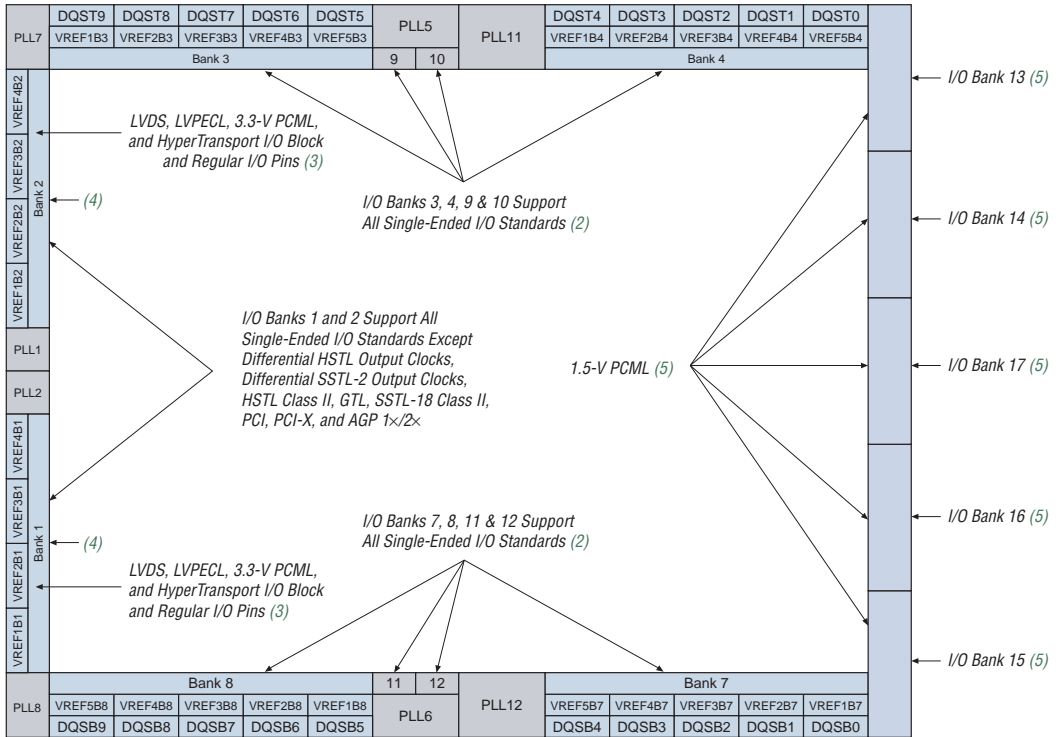 DQST9 DQST8 DQST7 DQST6 DQST5 PLL5 DQST4 DQST3 DQST2 DQST1 DQST0
PLL7 VREF1B3 VREF2B3 VREF3B3 VREF4B3 VREF5B3 PLL11 VREF1B4 VREF2B4 VREF3B4 VREF4B4 VREF5B4
Bank 3 9 10 Bank 4
I/O Bank 13 (5)
VREF4B2
VREF3B2
VREF2B2
VREF1B2
Bank 2
LVDS, LVPECL, 3.3-V PCML,
and HyperTransport I/O Block
and Regular I/O Pins (3)
(4)
I/O Banks 3, 4, 9 & 10 Support
All Single-Ended I/O Standards (2)
I/O Bank 14 (5)
I/O Banks 1 and 2 Support All
Single-Ended I/O Standards Except
Differential HSTL Output Clocks,
Differential SSTL-2 Output Clocks,
HSTL Class II, GTL, SSTL-18 Class II,
PCI, PCI-X, and AGP 1×/2×
PLL1
PLL2
1.5-V PCML (5)
I/O Bank 17 (5)
VREF4B1
VREF3B1
VREF2B1
VREF1B1
Bank 1
(4)
I/O Banks 7, 8, 11 & 12 Support
All Single-Ended I/O Standards (2)
I/O Bank 16 (5)
LVDS, LVPECL, 3.3-V PCML,
and HyperTransport I/O Block
and Regular I/O Pins (3)
I/O Bank 15 (5)
Bank 8 11 12 Bank 7
PLL8 VREF5B8 VREF4B8 VREF3B8 VREF2B8 VREF1B8 PLL6 PLL12 VREF5B7 VREF4B7 VREF3B7 VREF2B7 VREF1B7
DQSB9 DQSB8 DQSB7 DQSB6 DQSB5 DQSB4 DQSB3 DQSB2 DQSB1 DQSB0